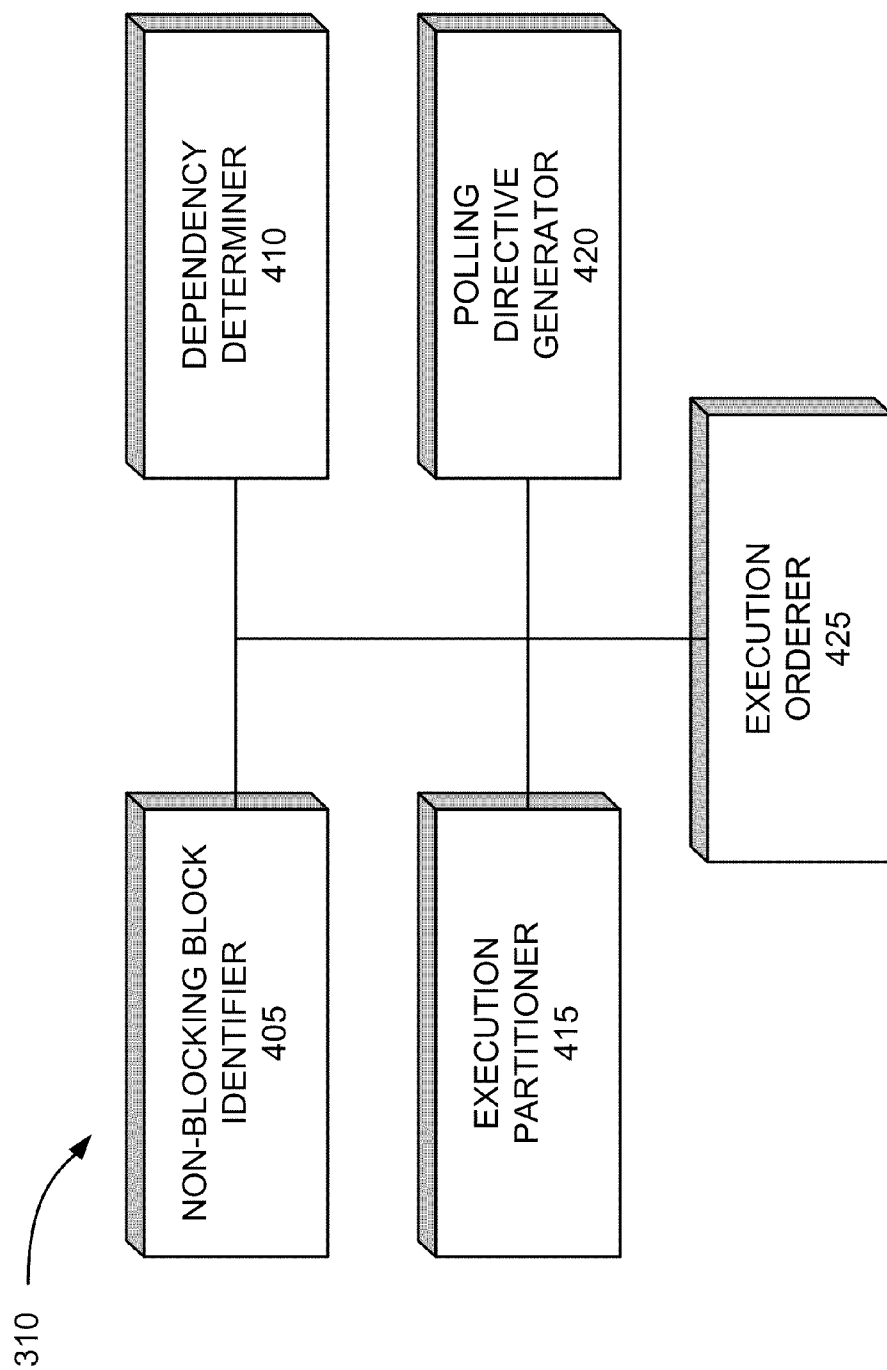 310
NON-BLOCKING BLOCK
IDENTIFIER
405
DEPENDENCY
DETERMINER
410
EXECUTION
PARTITIONER
415
POLLING
DIRECTIVE
GENERATOR
420
EXECUTION
ORDERER
425